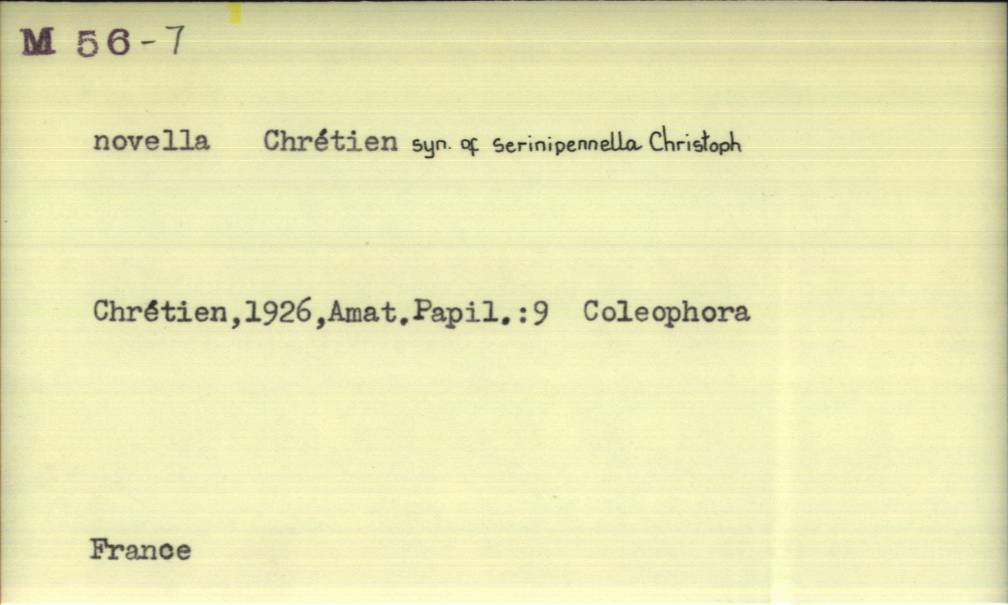 M 56-7
novella Chrétien syn. of serinipennella Christoph
Chrétien,1926,Amat.Papil.:9 Coleophora
France